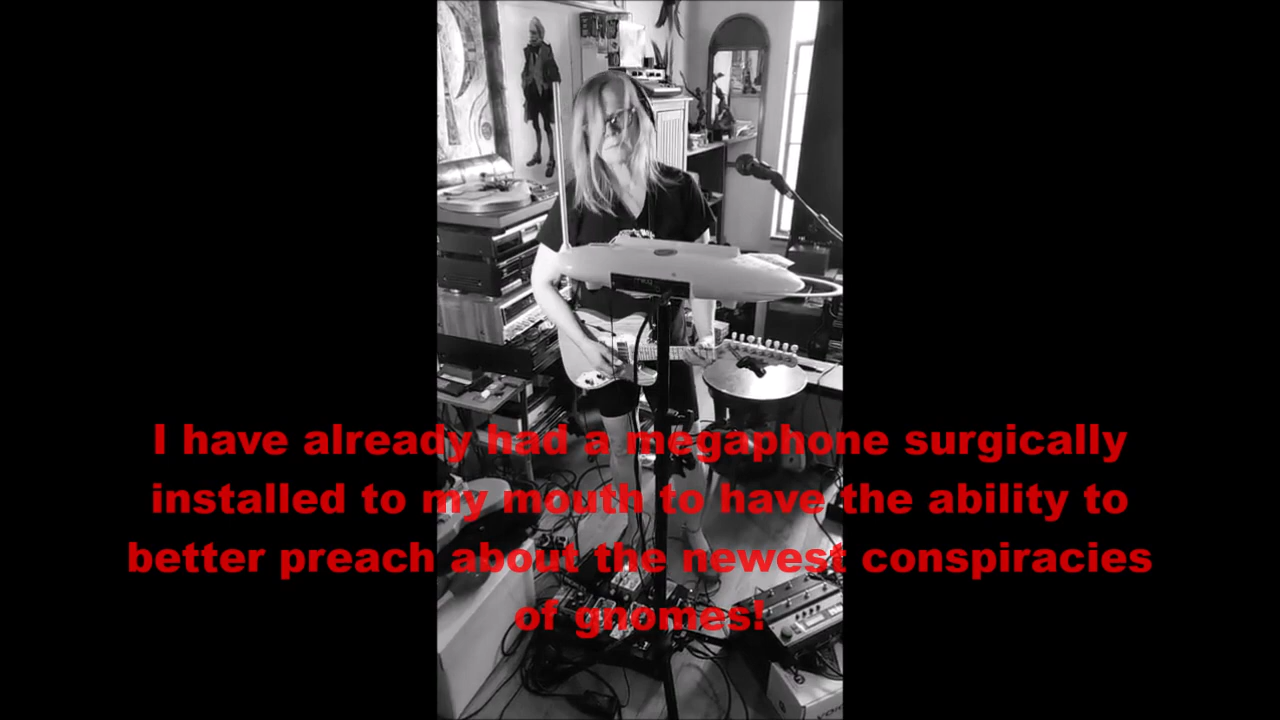 I have already had a megaphone surgically
installed to my mouth to have the ability to
better preach about the newest conspiracies
of gnomes!